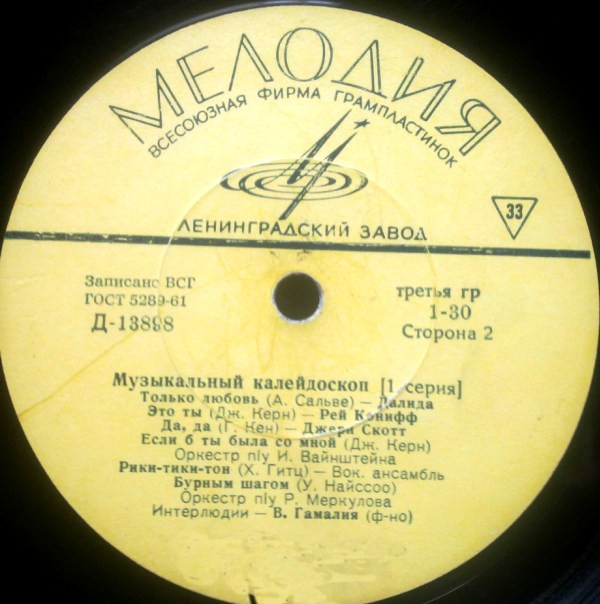 МЕЛОДИЯ
ВСЕСОЮЗНАЯ ФИРМА ГРАМПЛАСТИНОК
ЛЕНИНГРАДСКИЙ ЗАВОД
33
Записано ВСГ
ГОСТ 5289-61
Д-13898
третья гр
1-30
Сторона 2
Музыкальный калейдоскоп [1 серия]
Только любовь (А. Сальве) — Далида
Это ты (Дж. Керн) — Рей Конифф
Да, да (Г. Кен) — Джери Скотт
Если б ты была со мной (Дж. Керн)
Оркестр п/у И. Вайнштейна
Рики-тики-тон (Х. Гитц) — Вок. ансамбль
Бурным шагом (У. Найссоо)
Оркестр п/у Р. Меркулова
Интерлюдии — В. Гамалия (ф-но)